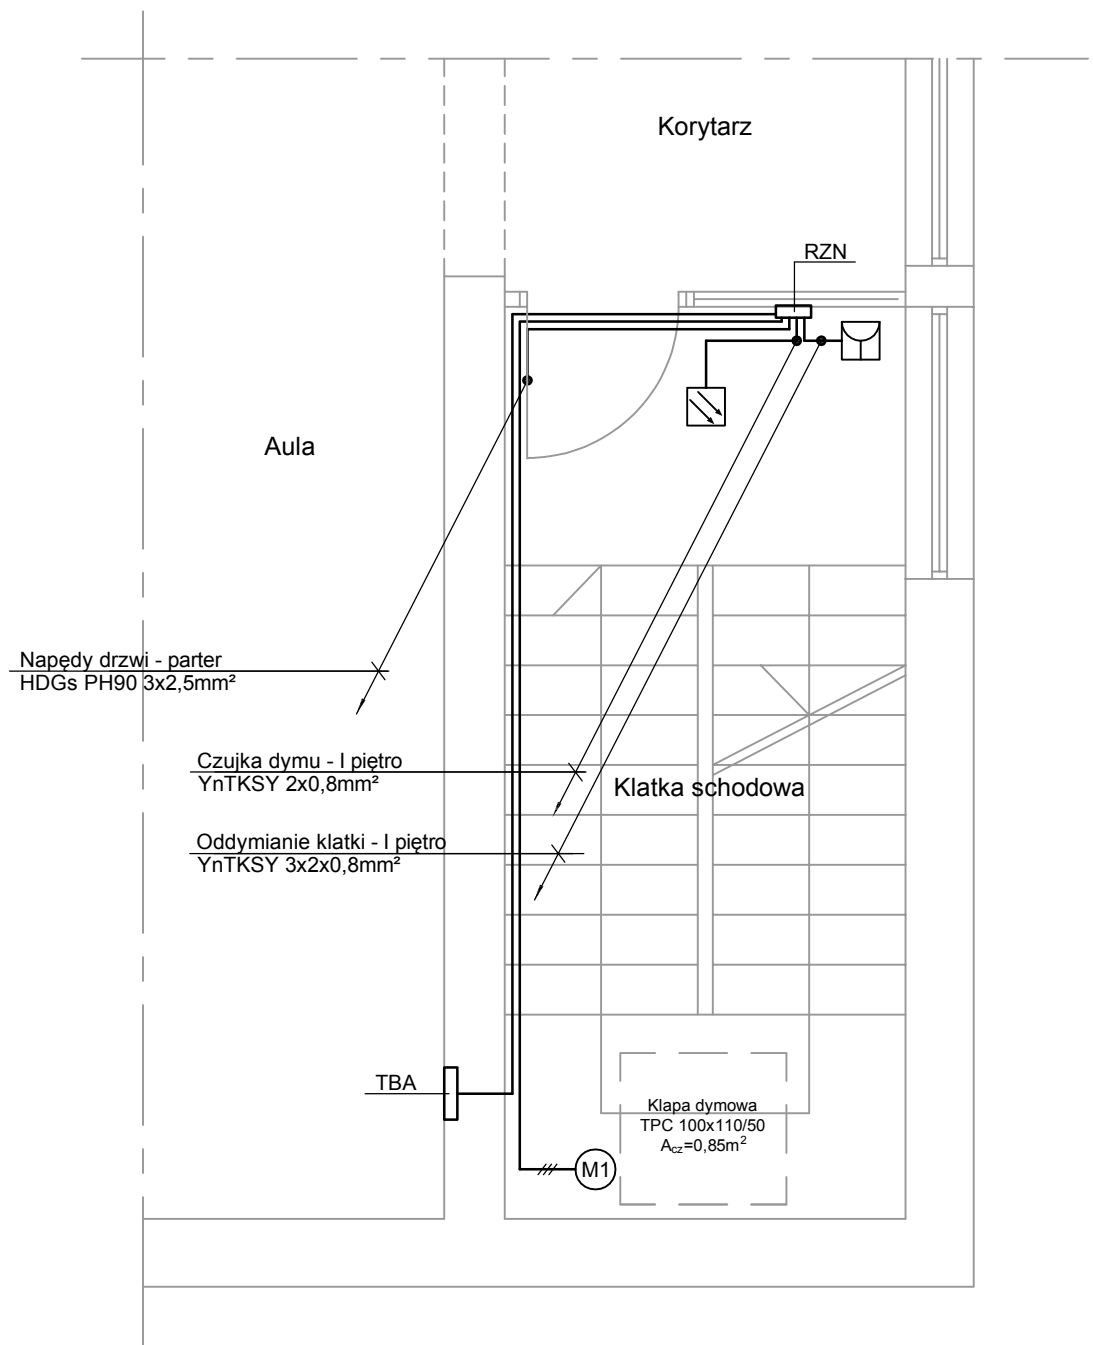 Korytarz
RZN
Aula
Napędy drzwi - parter
HDGs PH90 3x2,5mm²
Czujka dymu - I piętro
YnTKSY 2x0,8mm²
Klatka schodowa
Oddymianie klatki - I piętro
YnTKSY 3x2x0,8mm²
TBA
Klapa dymowa
TPC 100x110/50
Acz=0,85m²
M1